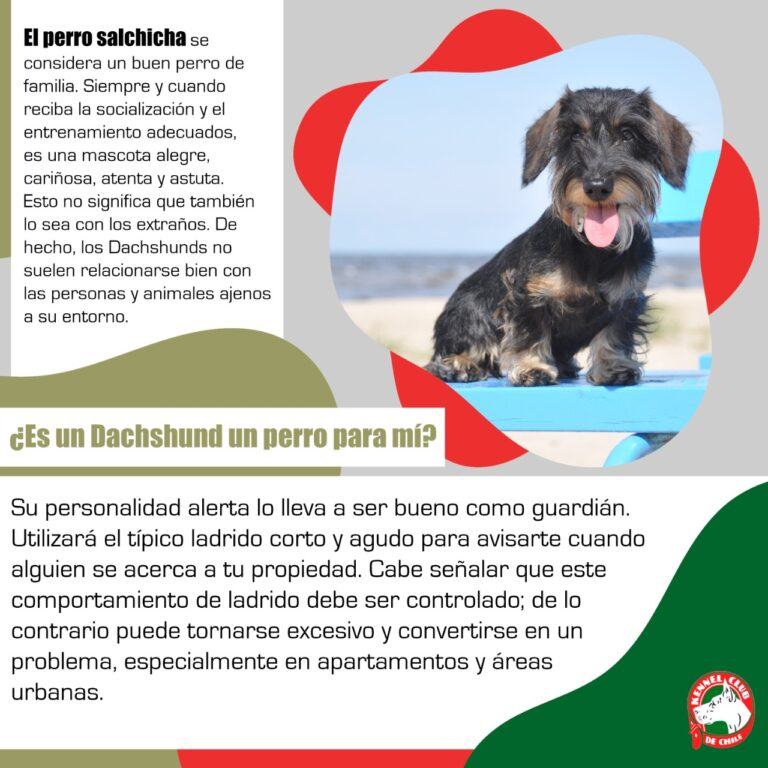 El perro salchicha se
considera un buen perro de
familia. Siempre y cuando
reciba la socialización y el
entrenamiento adecuados,
es una mascota alegre,
cariñosa, atenta y astuta.
Esto no significa que también
lo sea con los extraños. De
hecho, los Dachshunds no
suelen relacionarse bien con
las personas y animales ajenos
a su entorno.
¿Es un Dachshund un perro para mí?
Su personalidad alerta lo lleva a ser bueno como guardián.
Utilizará el típico ladrido corto y agudo para avisarte cuando
alguien se acerca a tu propiedad. Cabe señalar que este
comportamiento de ladrido debe ser controlado; de lo
contrario puede tornarse excesivo y convertirse en un
problema, especialmente en apartamentos y áreas
urbanas.
KENNEL CLUB
DE CHILE